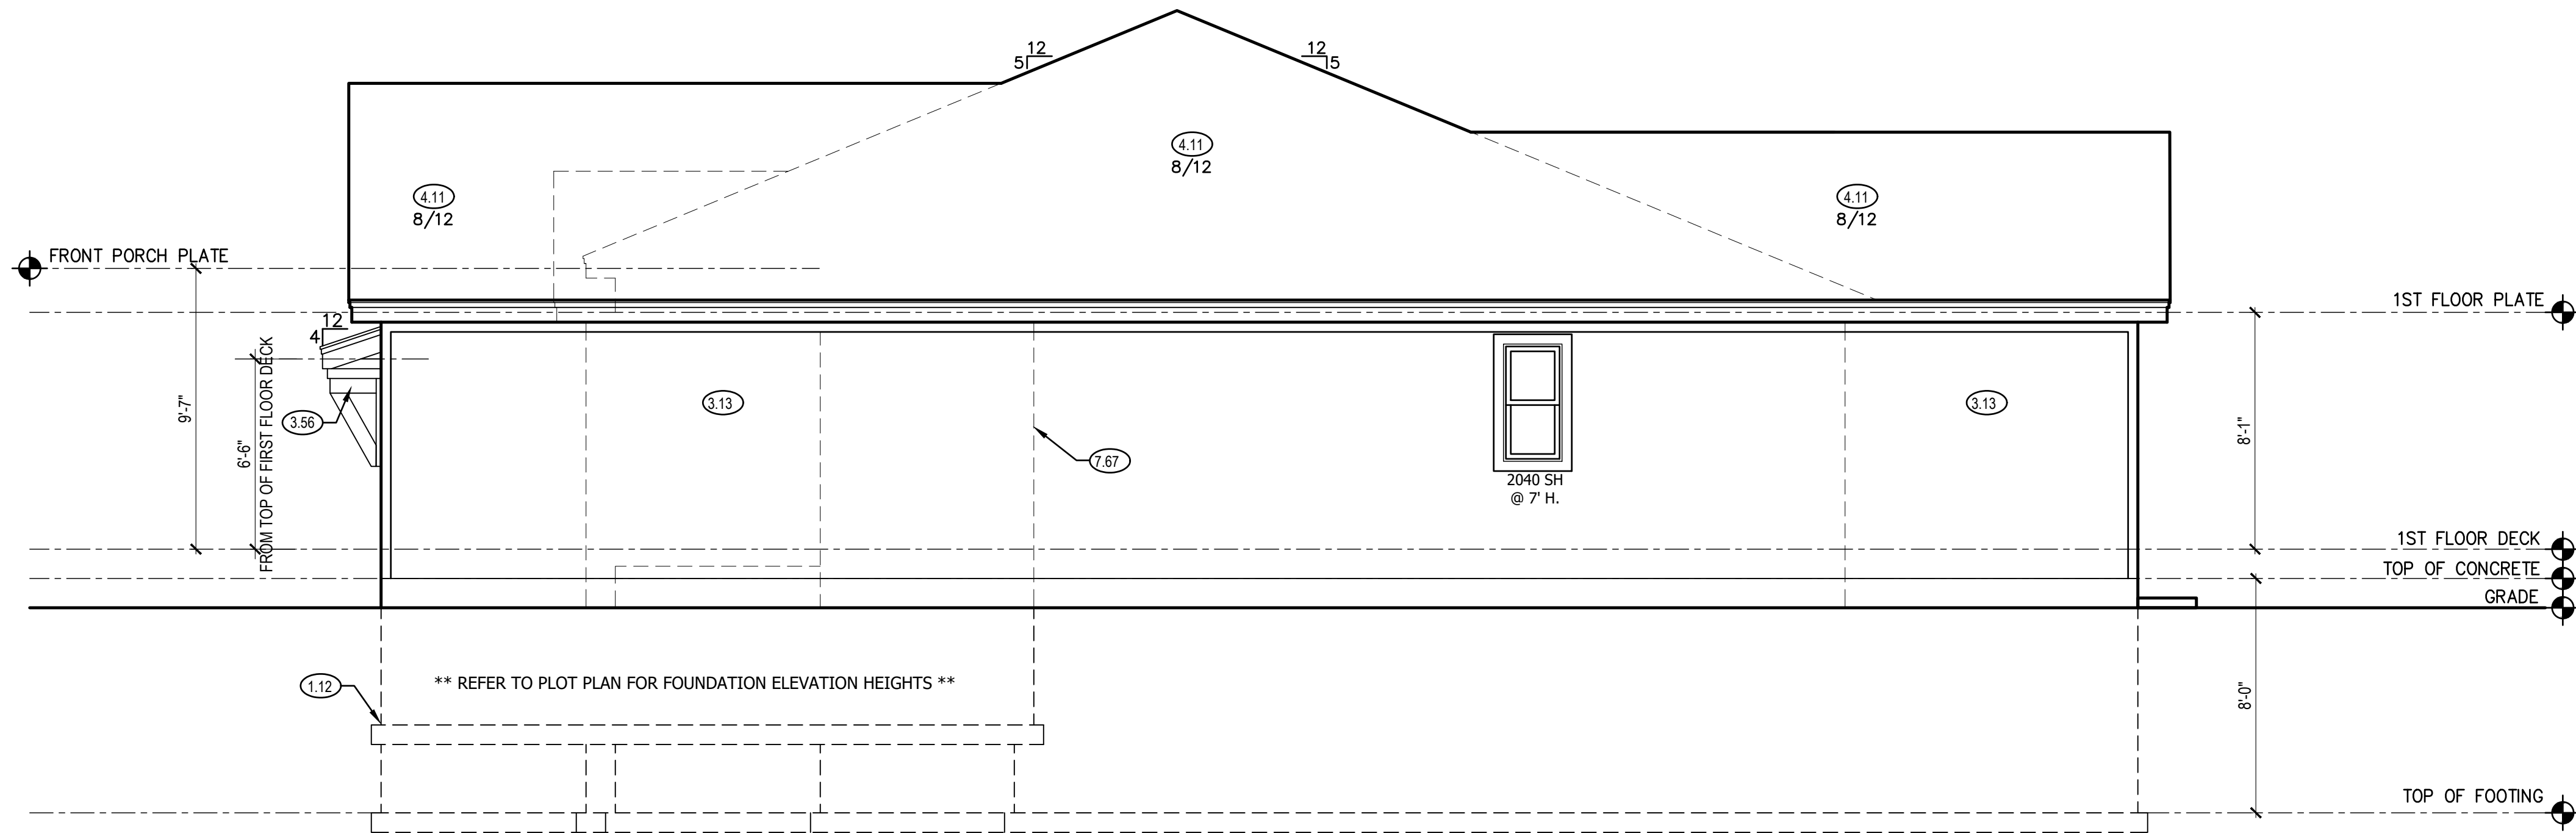 12
5
12
5
4.11
8/12
4.11
8/12
4.11
8/12
FRONT PORCH PLATE
1ST FLOOR PLATE
12
4
9'-7"
6'-6"
FROM TOP OF FIRST FLOOR DECK
3.56
3.13
3.13
7.67
2040 SH
@ 7' H.
8'-1"
1ST FLOOR DECK
TOP OF CONCRETE
GRADE
1.12
** REFER TO PLOT PLAN FOR FOUNDATION ELEVATION HEIGHTS **
8'-0"
TOP OF FOOTING